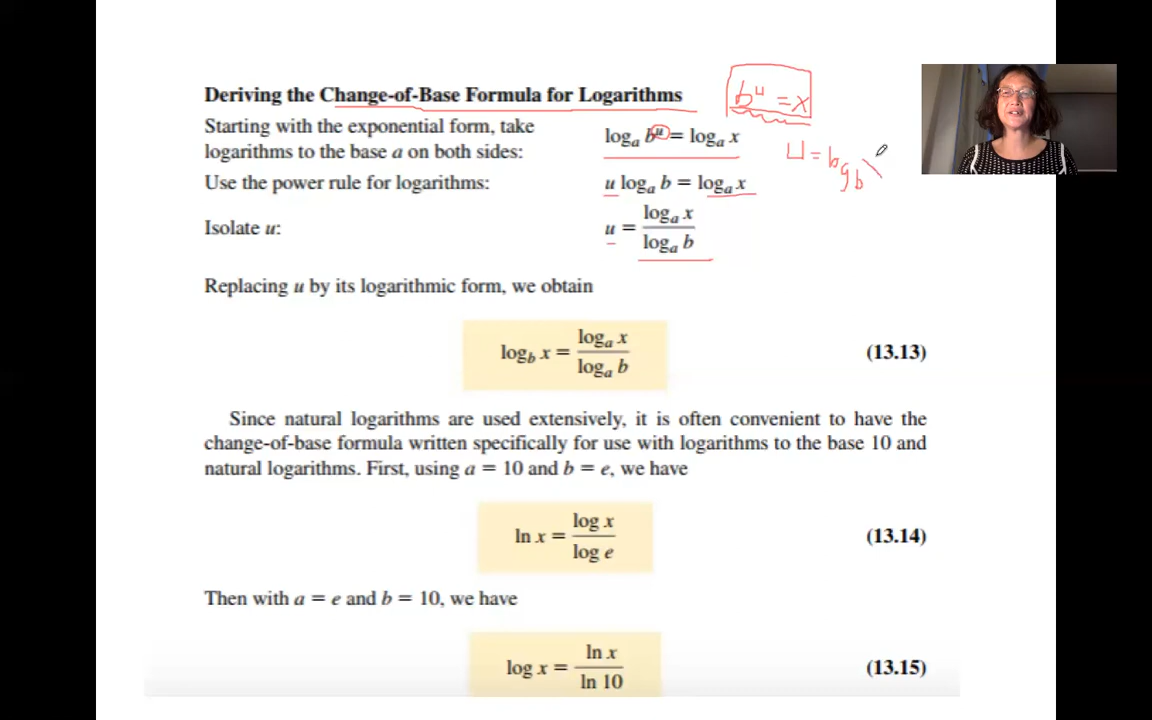 Deriving the Change-of-Base Formula for Logarithms
b^u = x
Starting with the exponential form, take
logarithms to the base a on both sides:
log_a b^u = log_a x
u = log_b
Use the power rule for logarithms:
u log_a b = log_a x
Isolate u:
u = log_a x / log_a b
Replacing u by its logarithmic form, we obtain
log_b x = log_a x / log_a b (13.13)
Since natural logarithms are used extensively, it is often convenient to have the
change-of-base formula written specifically for use with logarithms to the base 10 and
natural logarithms. First, using a = 10 and b = e, we have
ln x = log x / log e (13.14)
Then with a = e and b = 10, we have
log x = ln x / ln 10 (13.15)